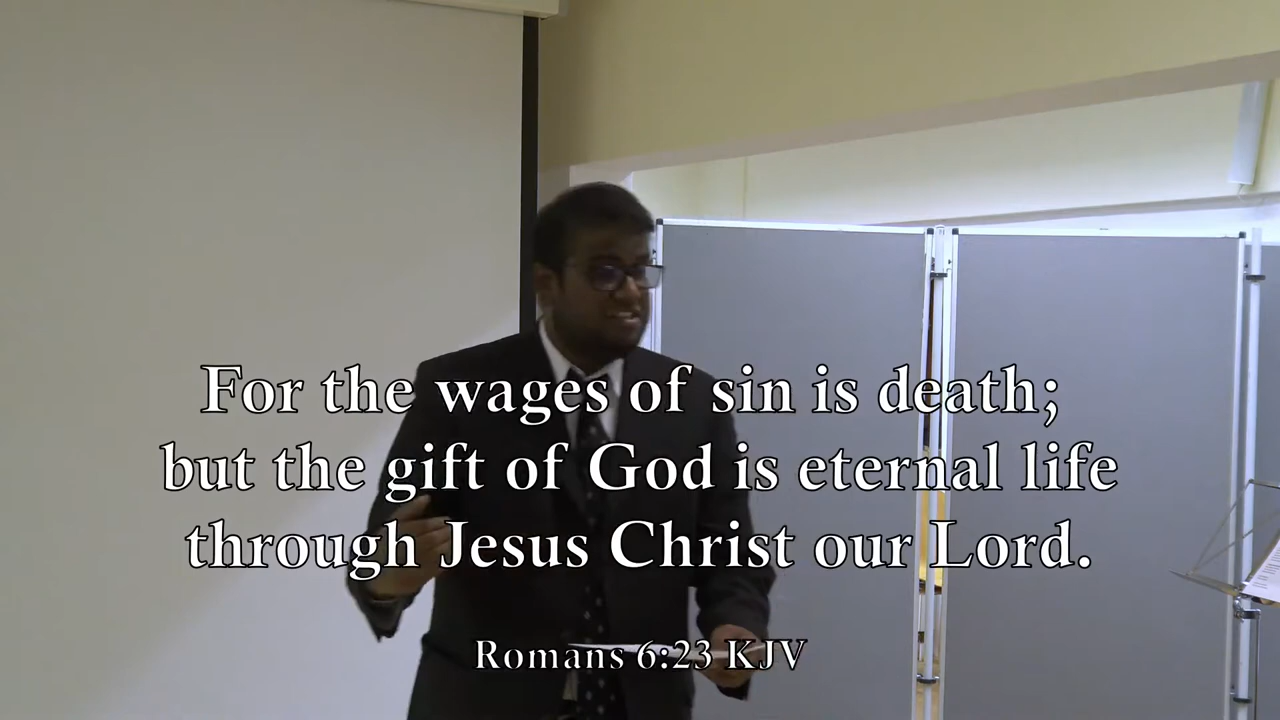 For the wages of sin is death;
but the gift of God is eternal life
through Jesus Christ our Lord.
Romans 6:23 KJV